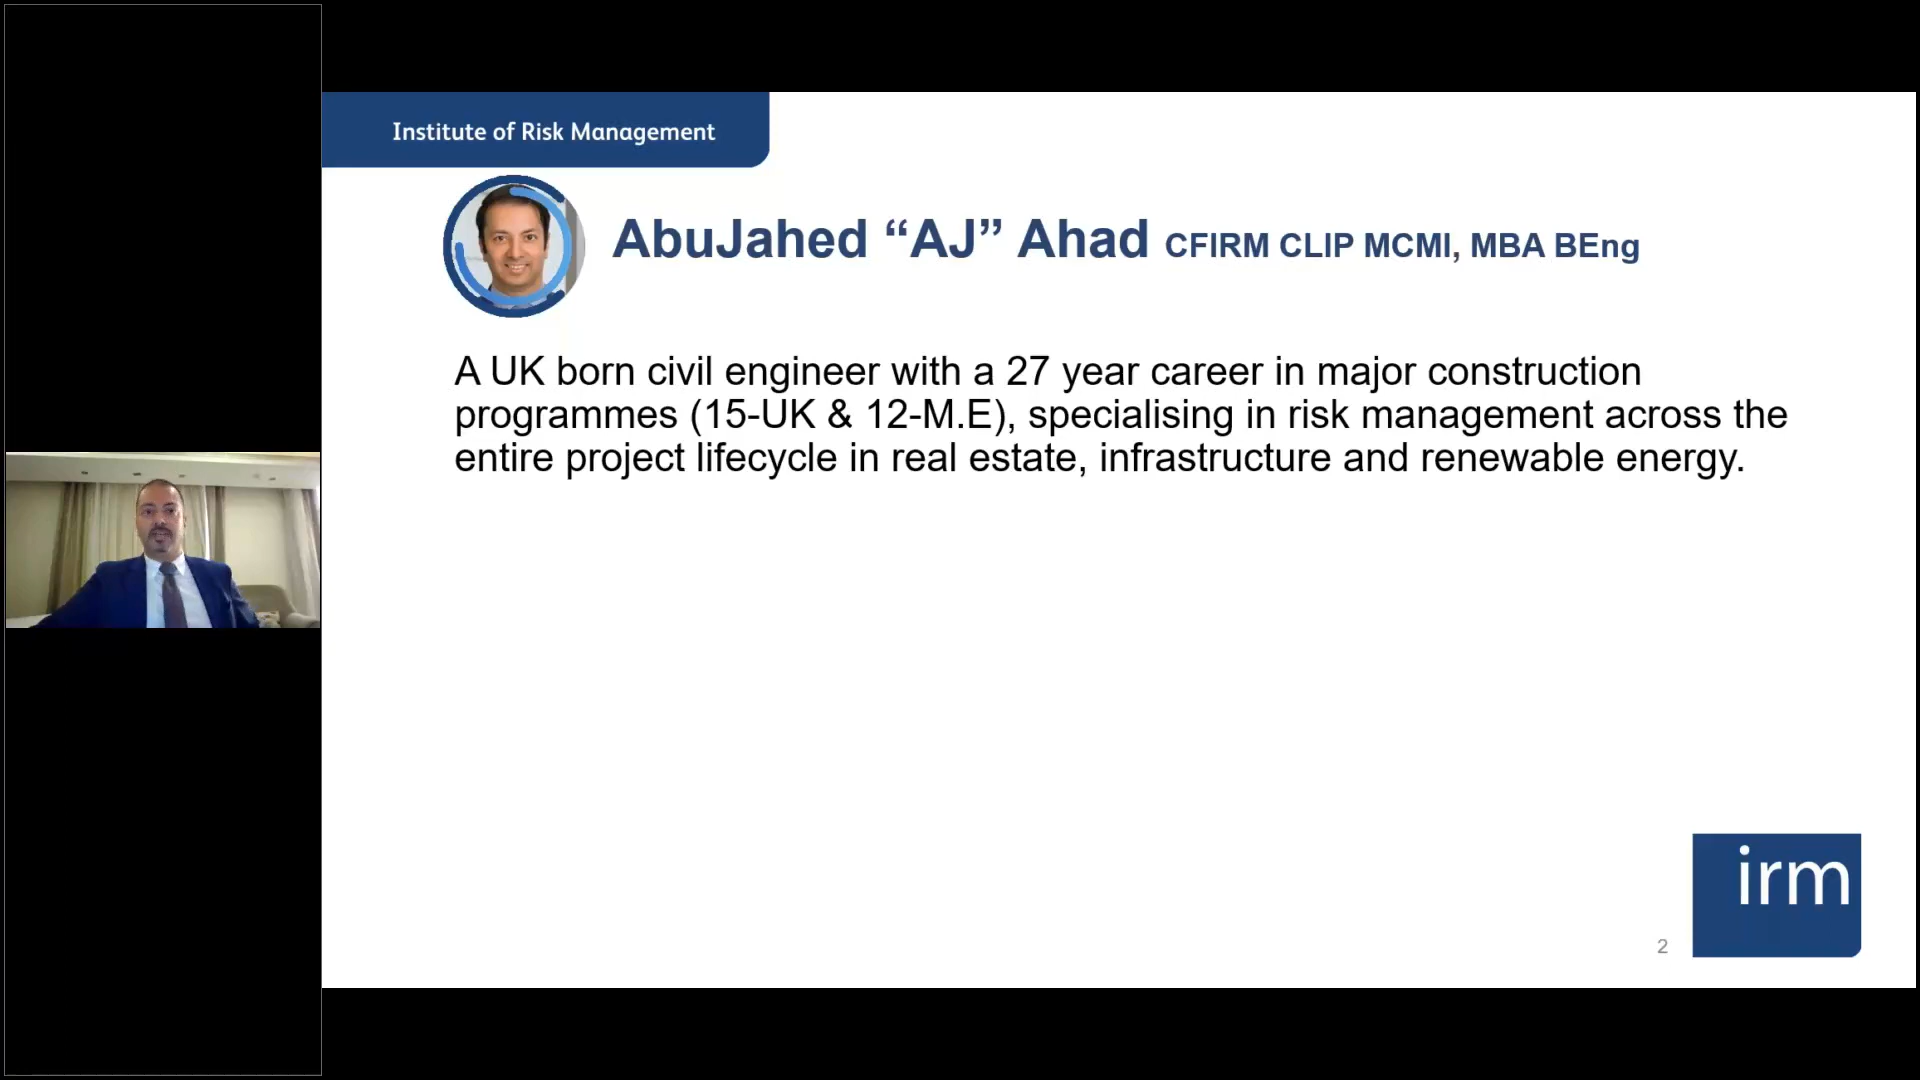 Institute of Risk Management
AbuJahed “AJ” Ahad CFIRM CLIP MCMI, MBA BEng
A UK born civil engineer with a 27 year career in major construction
programmes (15-UK & 12-M.E), specialising in risk management across the
entire project lifecycle in real estate, infrastructure and renewable energy.
irm
2